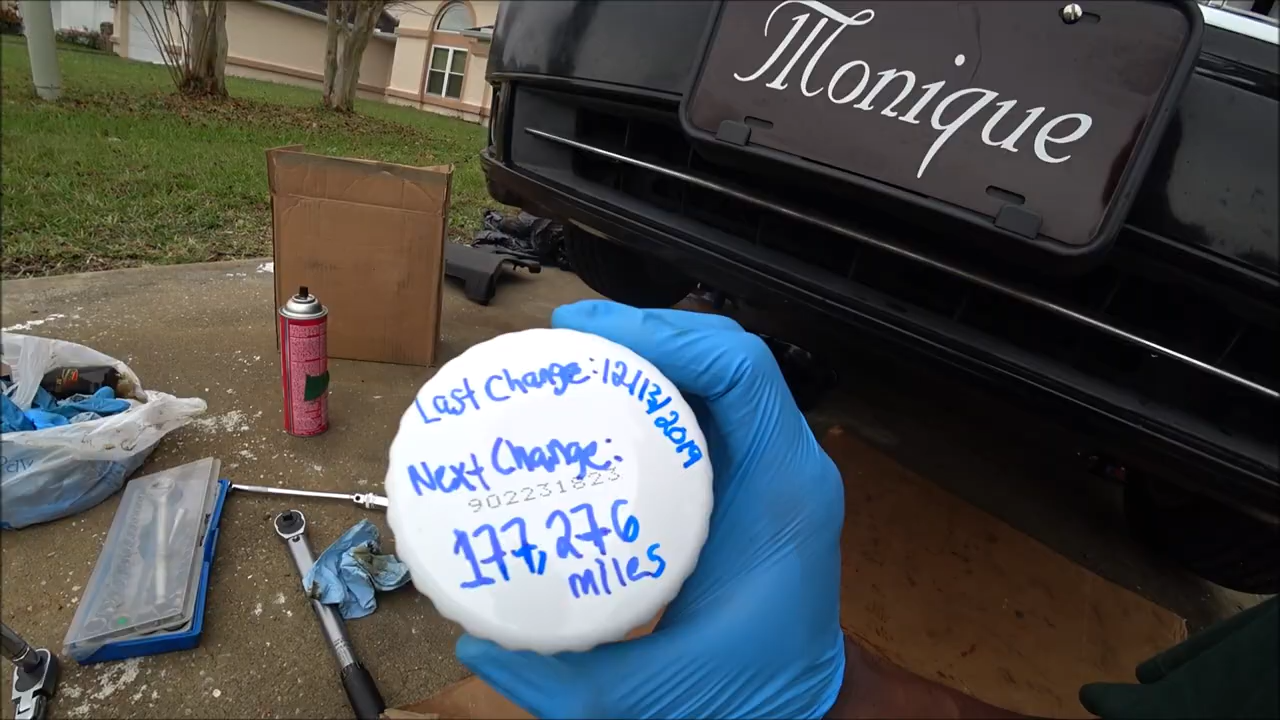 Monique
Last Change: 12/13/2019
Next Change:
902231823
177,276
miles